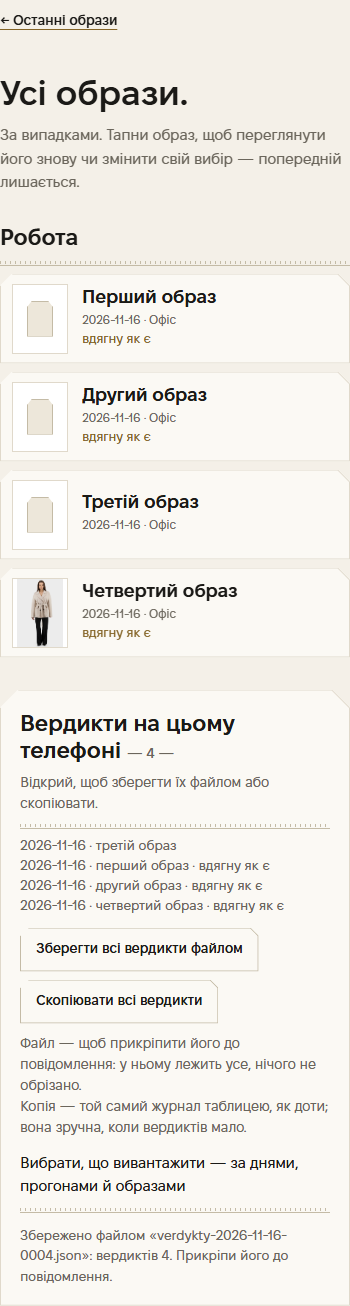 ← Останні образи
Усі образи.
За випадками. Тапни образ, щоб переглянути
його знову чи змінити свій вибір — попередній
лишається.
Робота
Перший образ
2026-11-16 · Офіс
вдягну як є
Другий образ
2026-11-16 · Офіс
вдягну як є
Третій образ
2026-11-16 · Офіс
Четвертий образ
2026-11-16 · Офіс
вдягну як є
Вердикти на цьому
телефоні — 4 —
Відкрий, щоб зберегти їх файлом або
скопіювати.
2026-11-16 · третій образ
2026-11-16 · перший образ · вдягну як є
2026-11-16 · другий образ · вдягну як є
2026-11-16 · четвертий образ · вдягну як є
Зберегти всі вердикти файлом
Скопіювати всі вердикти
Файл — щоб прикріпити його до
повідомлення: у ньому лежить усе, нічого не
обрізано.
Копія — той самий журнал таблицею, як доти;
вона зручна, коли вердиктів мало.
Вибрати, що вивантажити — за днями,
прогонами й образами
Збережено файлом «verdykty-2026-11-16-
0004.json»: вердиктів 4. Прикріпи його до
повідомлення.